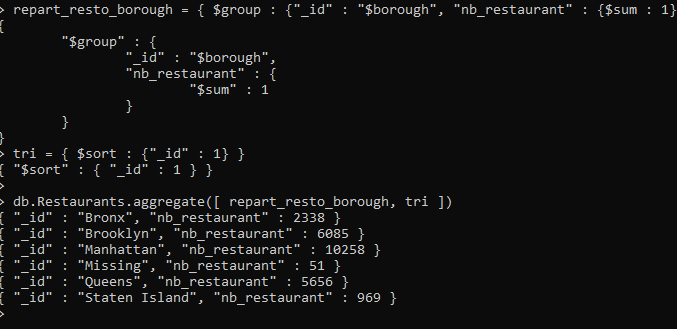 > repart_resto_borough = { $group : {"_id" : "$borough", "nb_restaurant" : {$sum : 1}
{
"$group" : {
"_id" : "$borough",
"nb_restaurant" : {
"$sum" : 1
}
}
}
> tri = { $sort : {"_id" : 1} }
{ "$sort" : { "_id" : 1 } }
>
> db.Restaurants.aggregate([ repart_resto_borough, tri ])
{ "_id" : "Bronx", "nb_restaurant" : 2338 }
{ "_id" : "Brooklyn", "nb_restaurant" : 6085 }
{ "_id" : "Manhattan", "nb_restaurant" : 10258 }
{ "_id" : "Missing", "nb_restaurant" : 51 }
{ "_id" : "Queens", "nb_restaurant" : 5656 }
{ "_id" : "Staten Island", "nb_restaurant" : 969 }
>